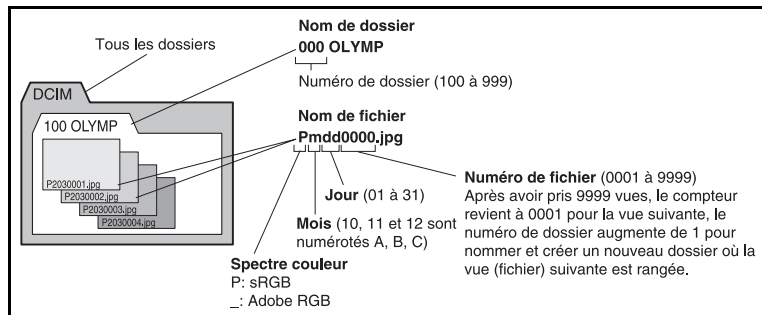 Nom de dossier
Tous les dossiers
000 OLYMP
Numéro de dossier (100 à 999)
DCIM
100 OLYMP
Nom de fichier
Pmdd0000.jpg
P2030001.jpg
P2030002.jpg
P2030003.jpg
P2030004.jpg
Jour (01 à 31)
Mois (10, 11 et 12 sont
numérotés A, B, C)
Spectre couleur
P: sRGB
_: Adobe RGB
Numéro de fichier (0001 à 9999)
Après avoir pris 9999 vues, le compteur
revient à 0001 pour la vue suivante, le
numéro de dossier augmente de 1 pour
nommer et créer un nouveau dossier où la
vue (fichier) suivante est rangée.